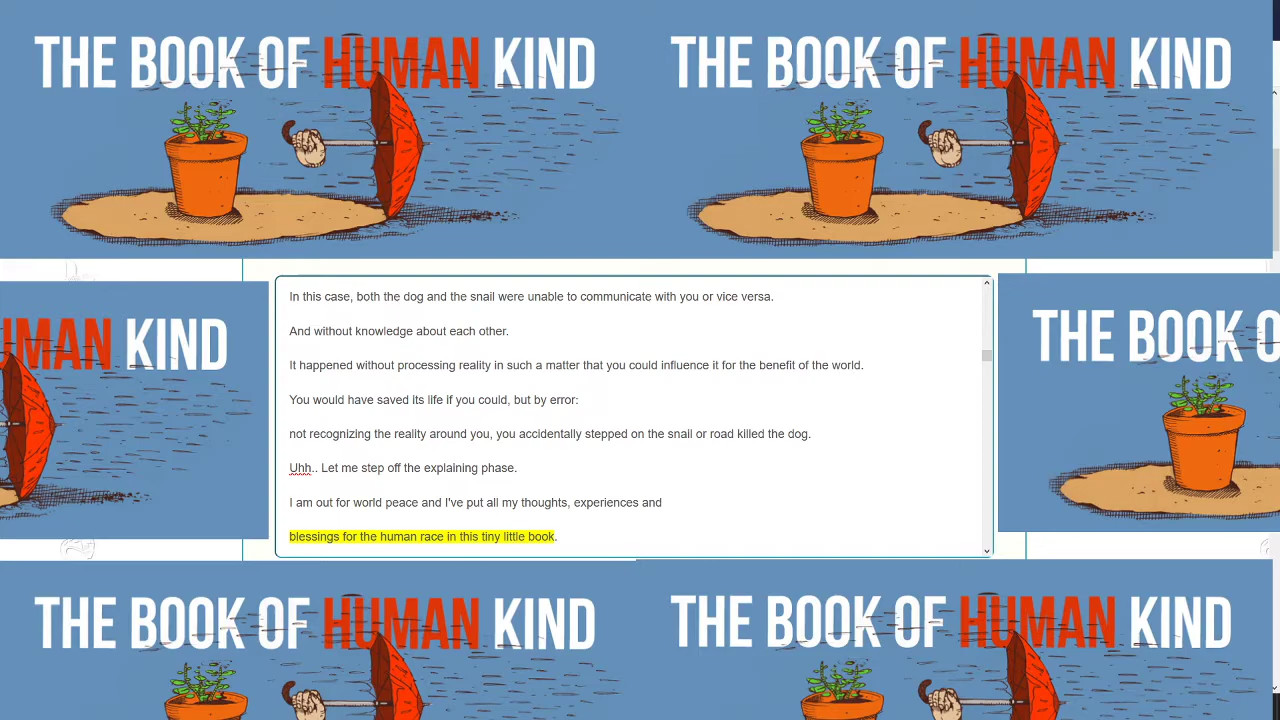 THE BOOK OF HUMAN KIND
THE BOOK OF HUMAN KIND
In this case, both the dog and the snail were unable to communicate with you or vice versa.
And without knowledge about each other.
It happened without processing reality in such a matter that you could influence it for the benefit of the world.
You would have saved its life if you could, but by error:
not recognizing the reality around you, you accidentally stepped on the snail or road killed the dog.
Uhh.. Let me step off the explaining phase.
I am out for world peace and I've put all my thoughts, experiences and
blessings for the human race in this tiny little book.
UMAN KIND
THE BOOK O
THE BOOK OF HUMAN KIND
THE BOOK OF HUMAN KIND